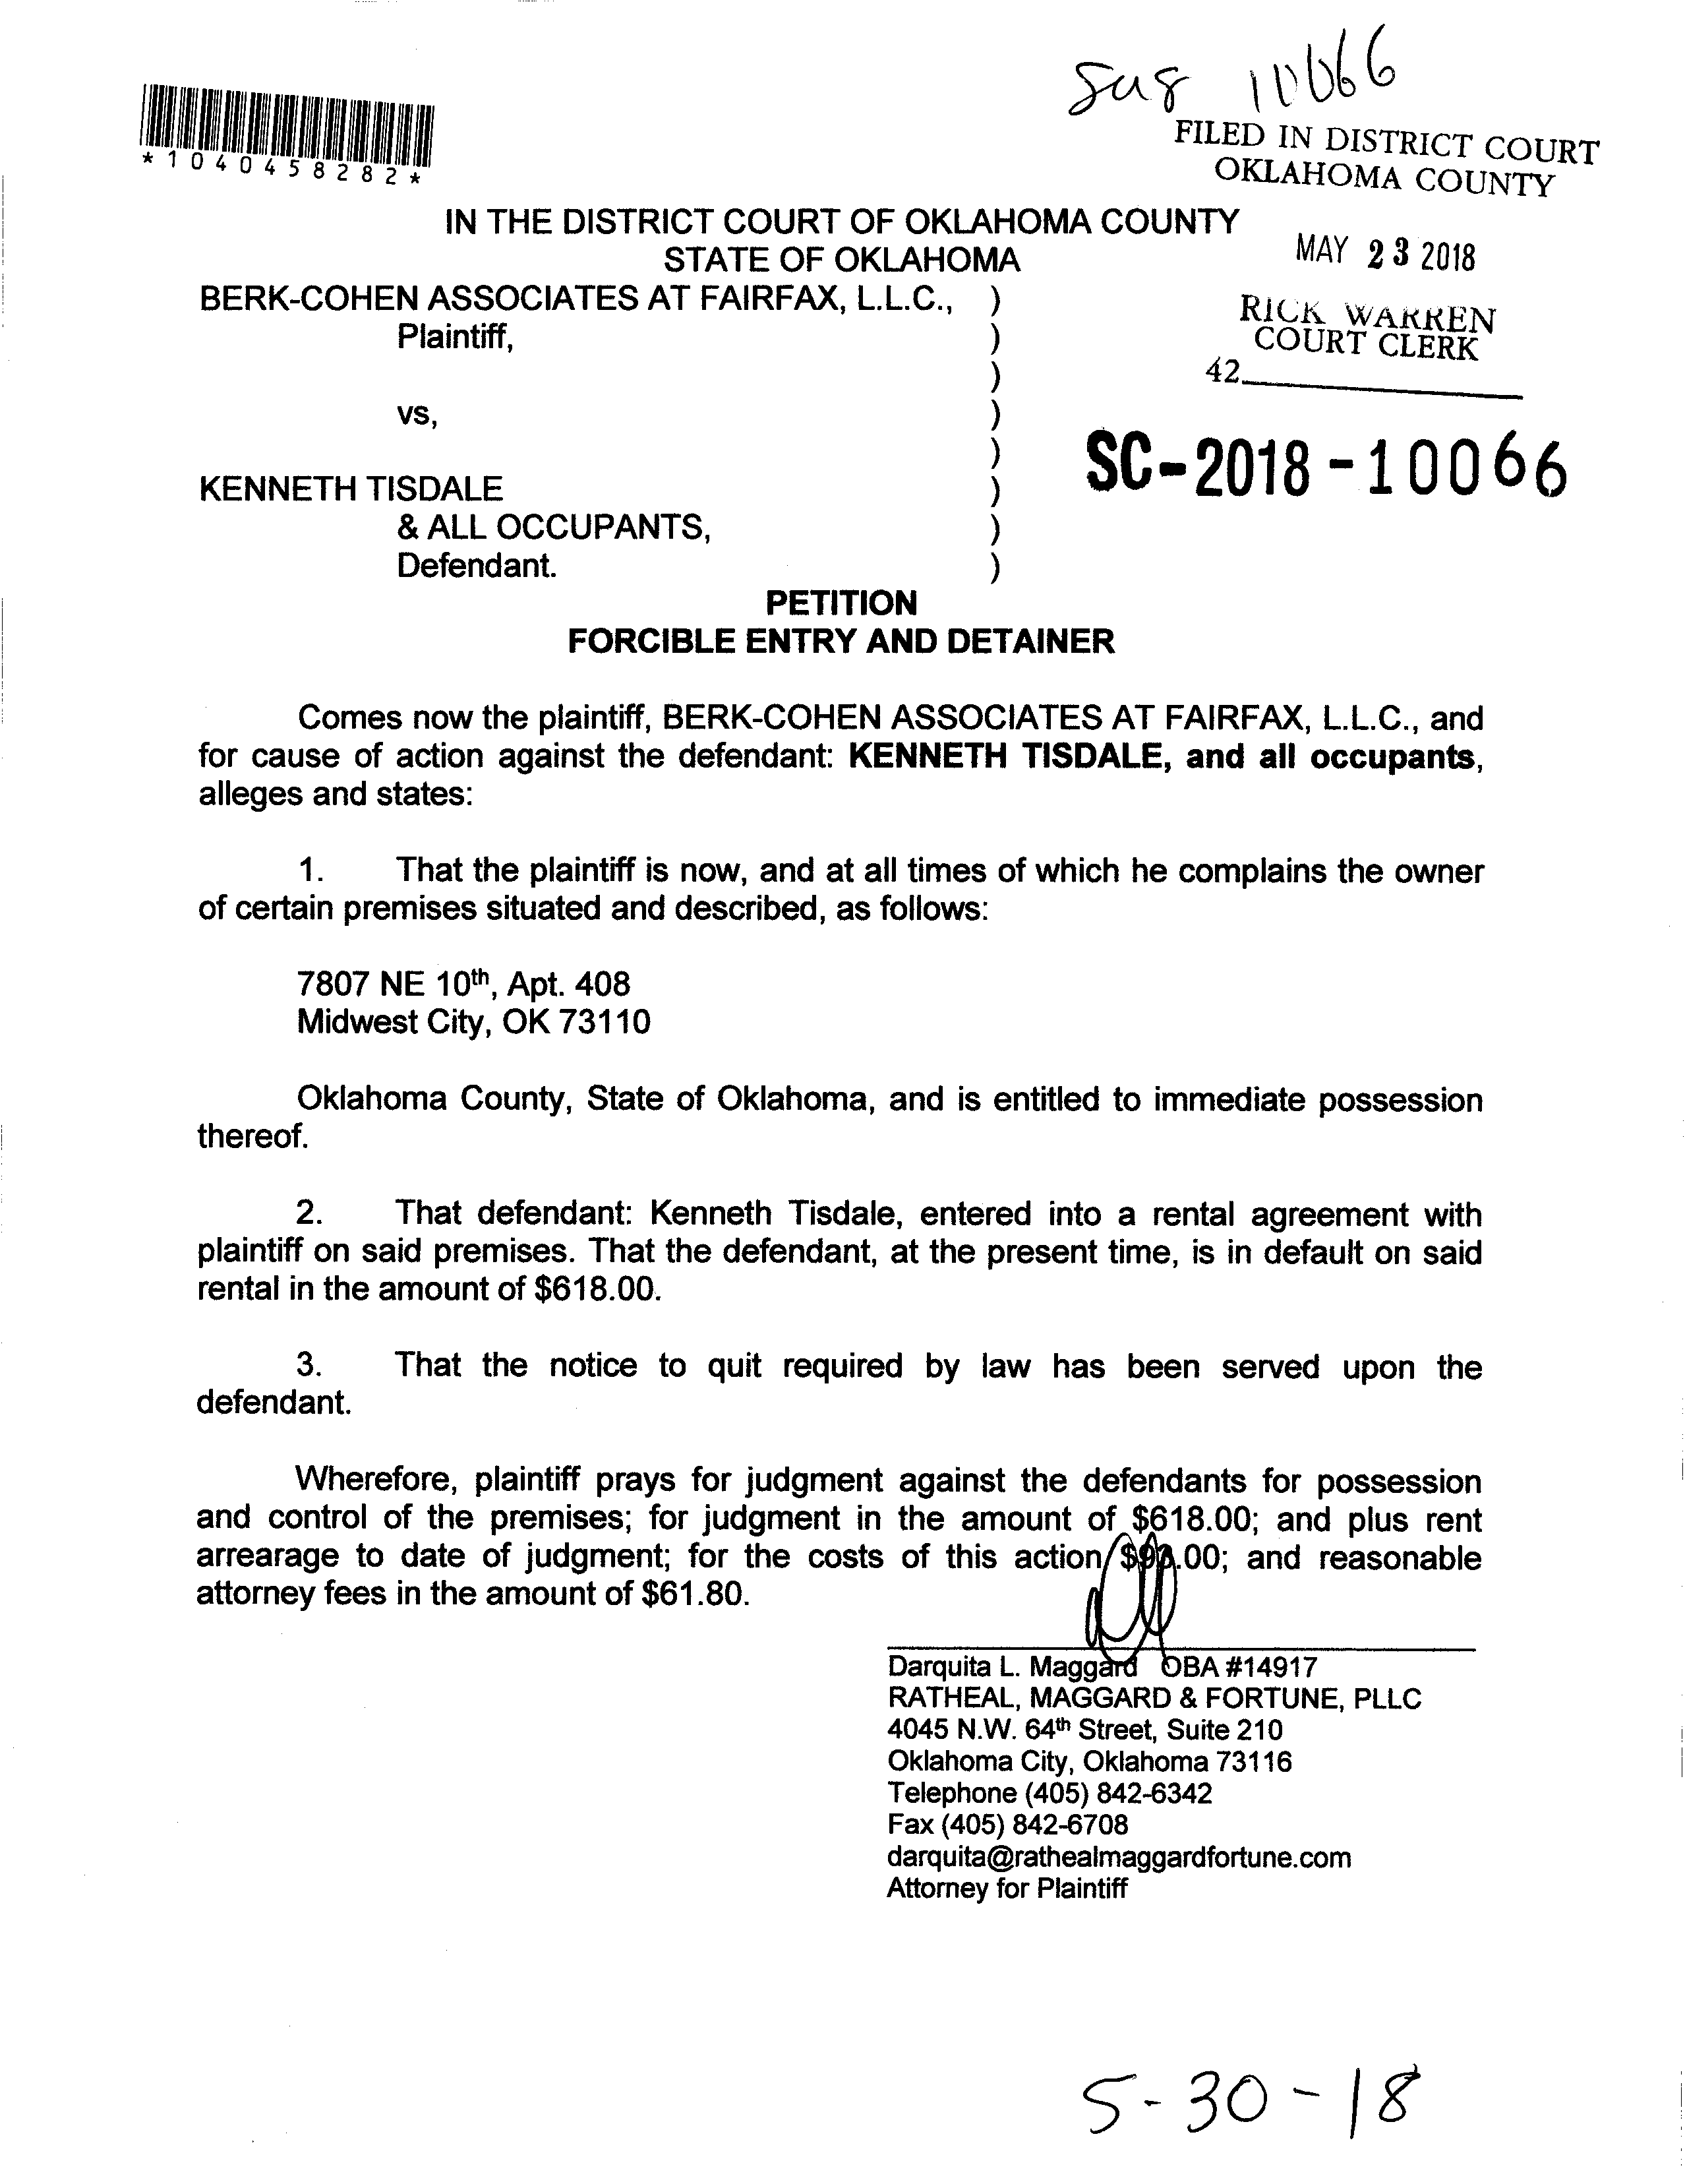 10066
FILED IN DISTRICT COURT
OKLAHOMA COUNTY
*1040458282*
IN THE DISTRICT COURT OF OKLAHOMA COUNTY
STATE OF OKLAHOMA
MAY 23 2018
BERK-COHEN ASSOCIATES AT FAIRFAX, L.L.C., )
Plaintiff, )
RICK WARREN
COURT CLERK
)
42
vs, )
)
SC-2018-10066
KENNETH TISDALE )
& ALL OCCUPANTS, )
Defendant. )
PETITION
FORCIBLE ENTRY AND DETAINER
Comes now the plaintiff, BERK-COHEN ASSOCIATES AT FAIRFAX, L.L.C., and
for cause of action against the defendant: KENNETH TISDALE, and all occupants,
alleges and states:
1. That the plaintiff is now, and at all times of which he complains the owner
of certain premises situated and described, as follows:
7807 NE 10th, Apt. 408
Midwest City, OK 73110
Oklahoma County, State of Oklahoma, and is entitled to immediate possession
thereof.
2. That defendant: Kenneth Tisdale, entered into a rental agreement with
plaintiff on said premises. That the defendant, at the present time, is in default on said
rental in the amount of $618.00.
3. That the notice to quit required by law has been served upon the
defendant.
Wherefore, plaintiff prays for judgment against the defendants for possession
and control of the premises; for judgment in the amount of $618.00; and plus rent
arrearage to date of judgment; for the costs of this action; and reasonable
attorney fees in the amount of $61.80.
Darquita L. Maggard OBA #14917
RATHEAL, MAGGARD & FORTUNE, PLLC
4045 N.W. 64th Street, Suite 210
Oklahoma City, Oklahoma 73116
Telephone (405) 842-6342
Fax (405) 842-6708
darquita@rathealmaggardfortune.com
Attorney for Plaintiff
5-30-18